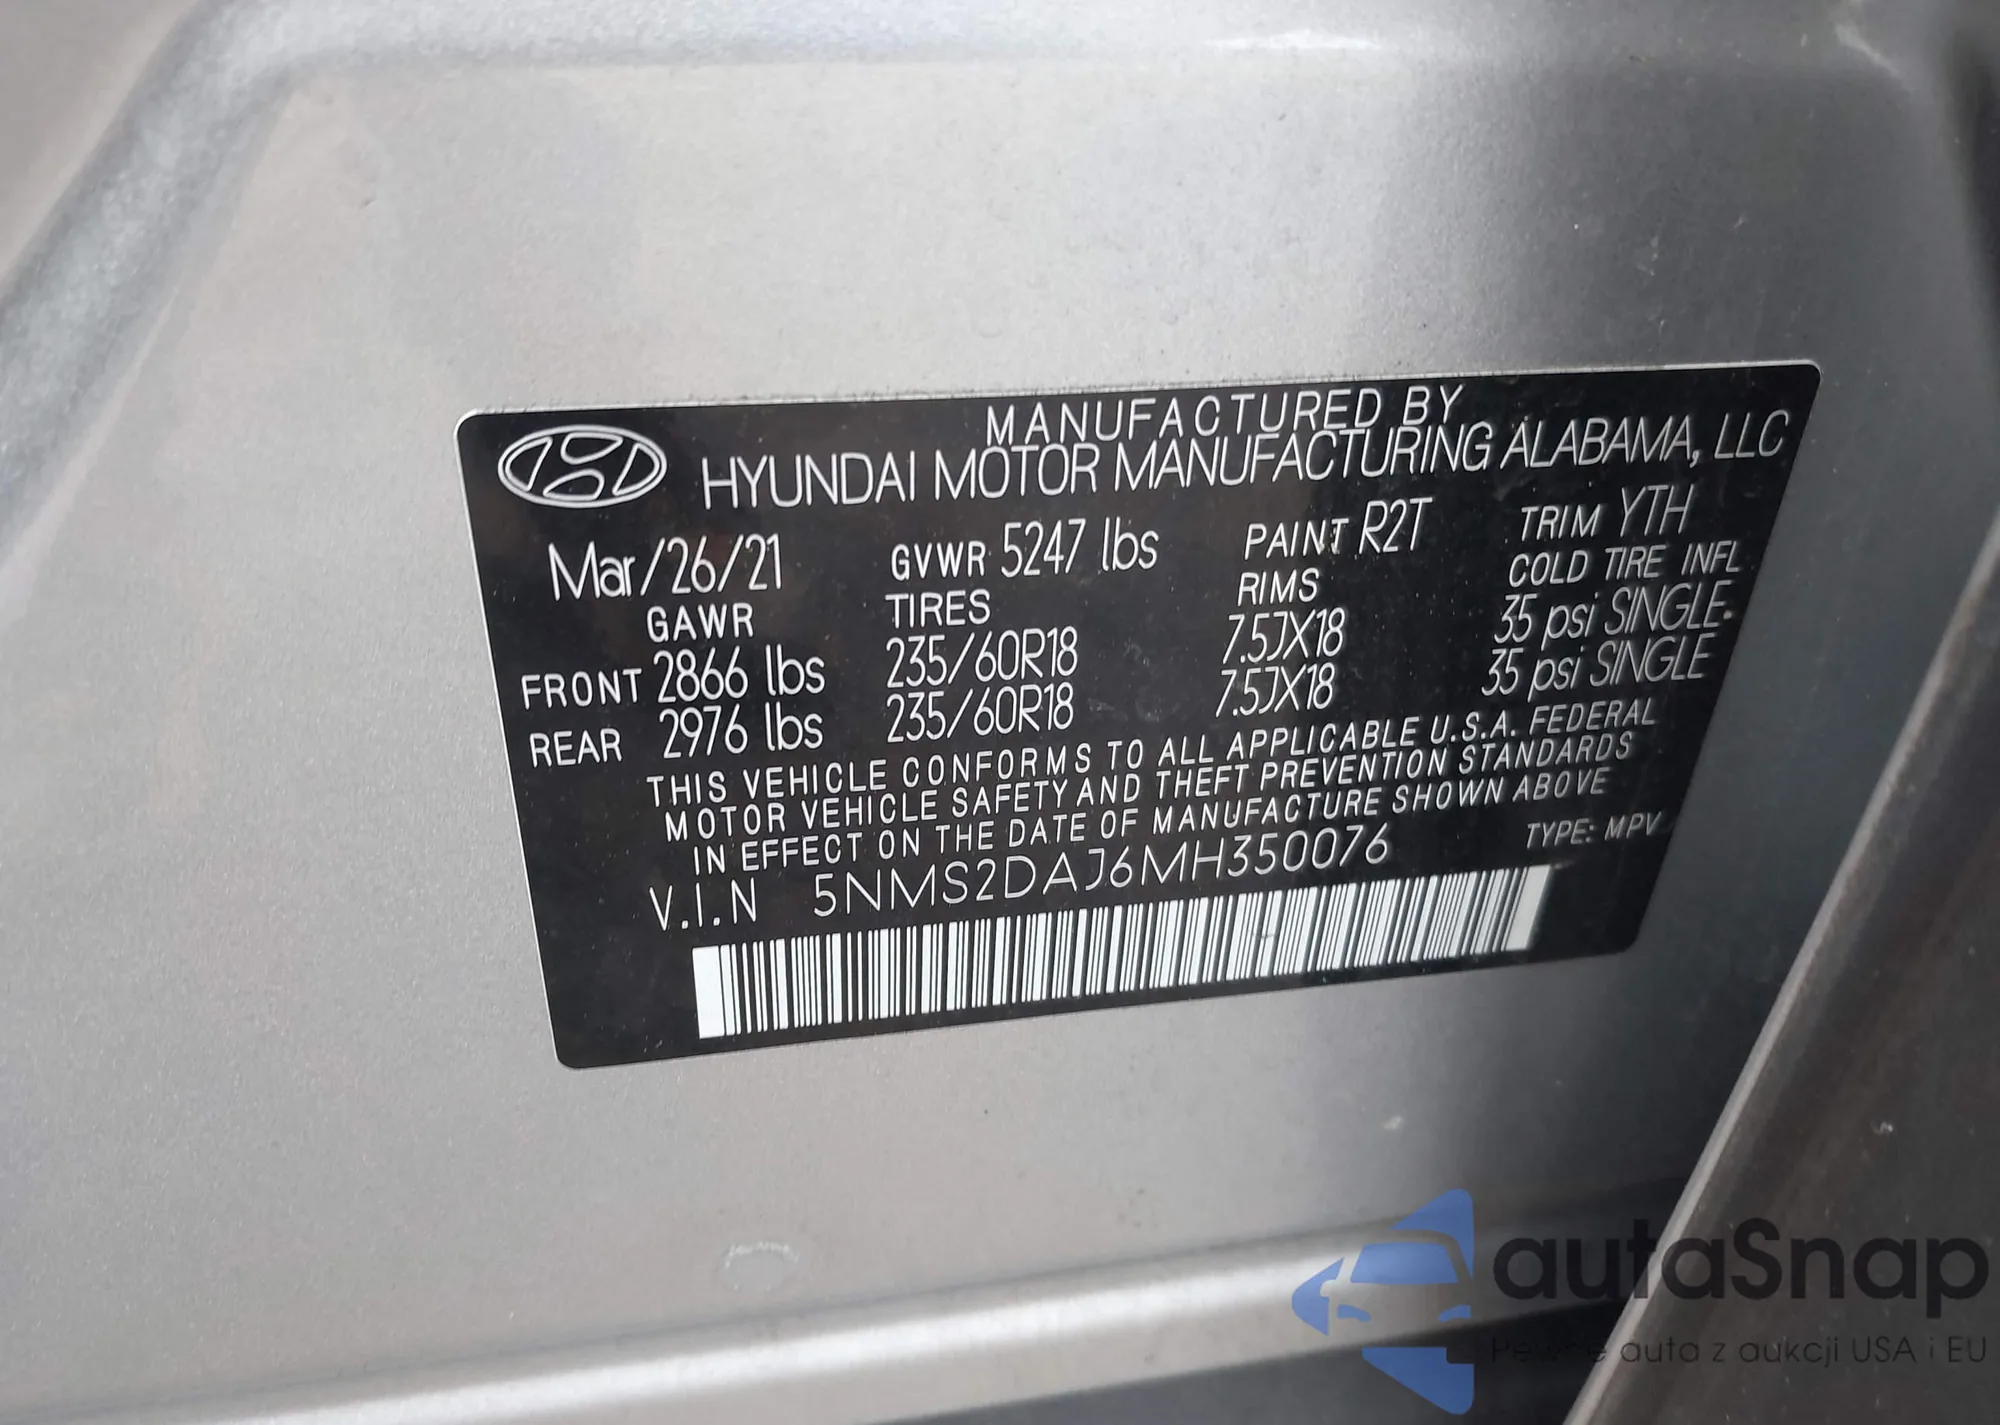 MANUFACTURED BY
HYUNDAI MOTOR MANUFACTURING ALABAMA, LLC
Mar/26/21 GVWR 5247 lbs PAINT R2T TRIM YTH
GAWR TIRES RIMS COLD TIRE INFL
FRONT 2866 lbs 235/60R18 7.5JX18 35 psi SINGLE
REAR 2976 lbs 235/60R18 7.5JX18 35 psi SINGLE
THIS VEHICLE CONFORMS TO ALL APPLICABLE U.S.A. FEDERAL
MOTOR VEHICLE SAFETY AND THEFT PREVENTION STANDARDS
IN EFFECT ON THE DATE OF MANUFACTURE SHOWN ABOVE
V.I.N 5NMS2DAJ6MH350076 TYPE: MPV
autaSnap
Pewne auta z aukcji USA i EU